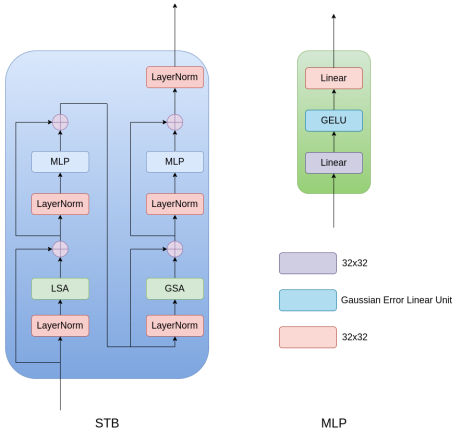 LayerNorm
MLP
LayerNorm
LSA
LayerNorm
MLP
LayerNorm
GSA
LayerNorm
STB
Linear
GELU
Linear
32x32
Gaussian Error Linear Unit
32x32
MLP